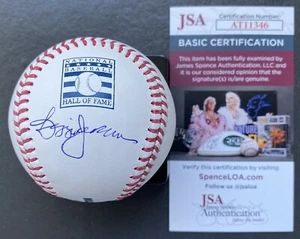 NATIONAL
BASEBALL
HALL OF FAME
Reggie Jackson
JSA
Certification Number
AT11346
BASIC CERTIFICATION
This item has been fully examined by
James Spence Authentication, LLC and it
is our considered opinion that the
signature(s) is/are genuine.
Verify this certification by visiting
SpenceLOA.com
Follow us @jsaloa
JSA
Authentication